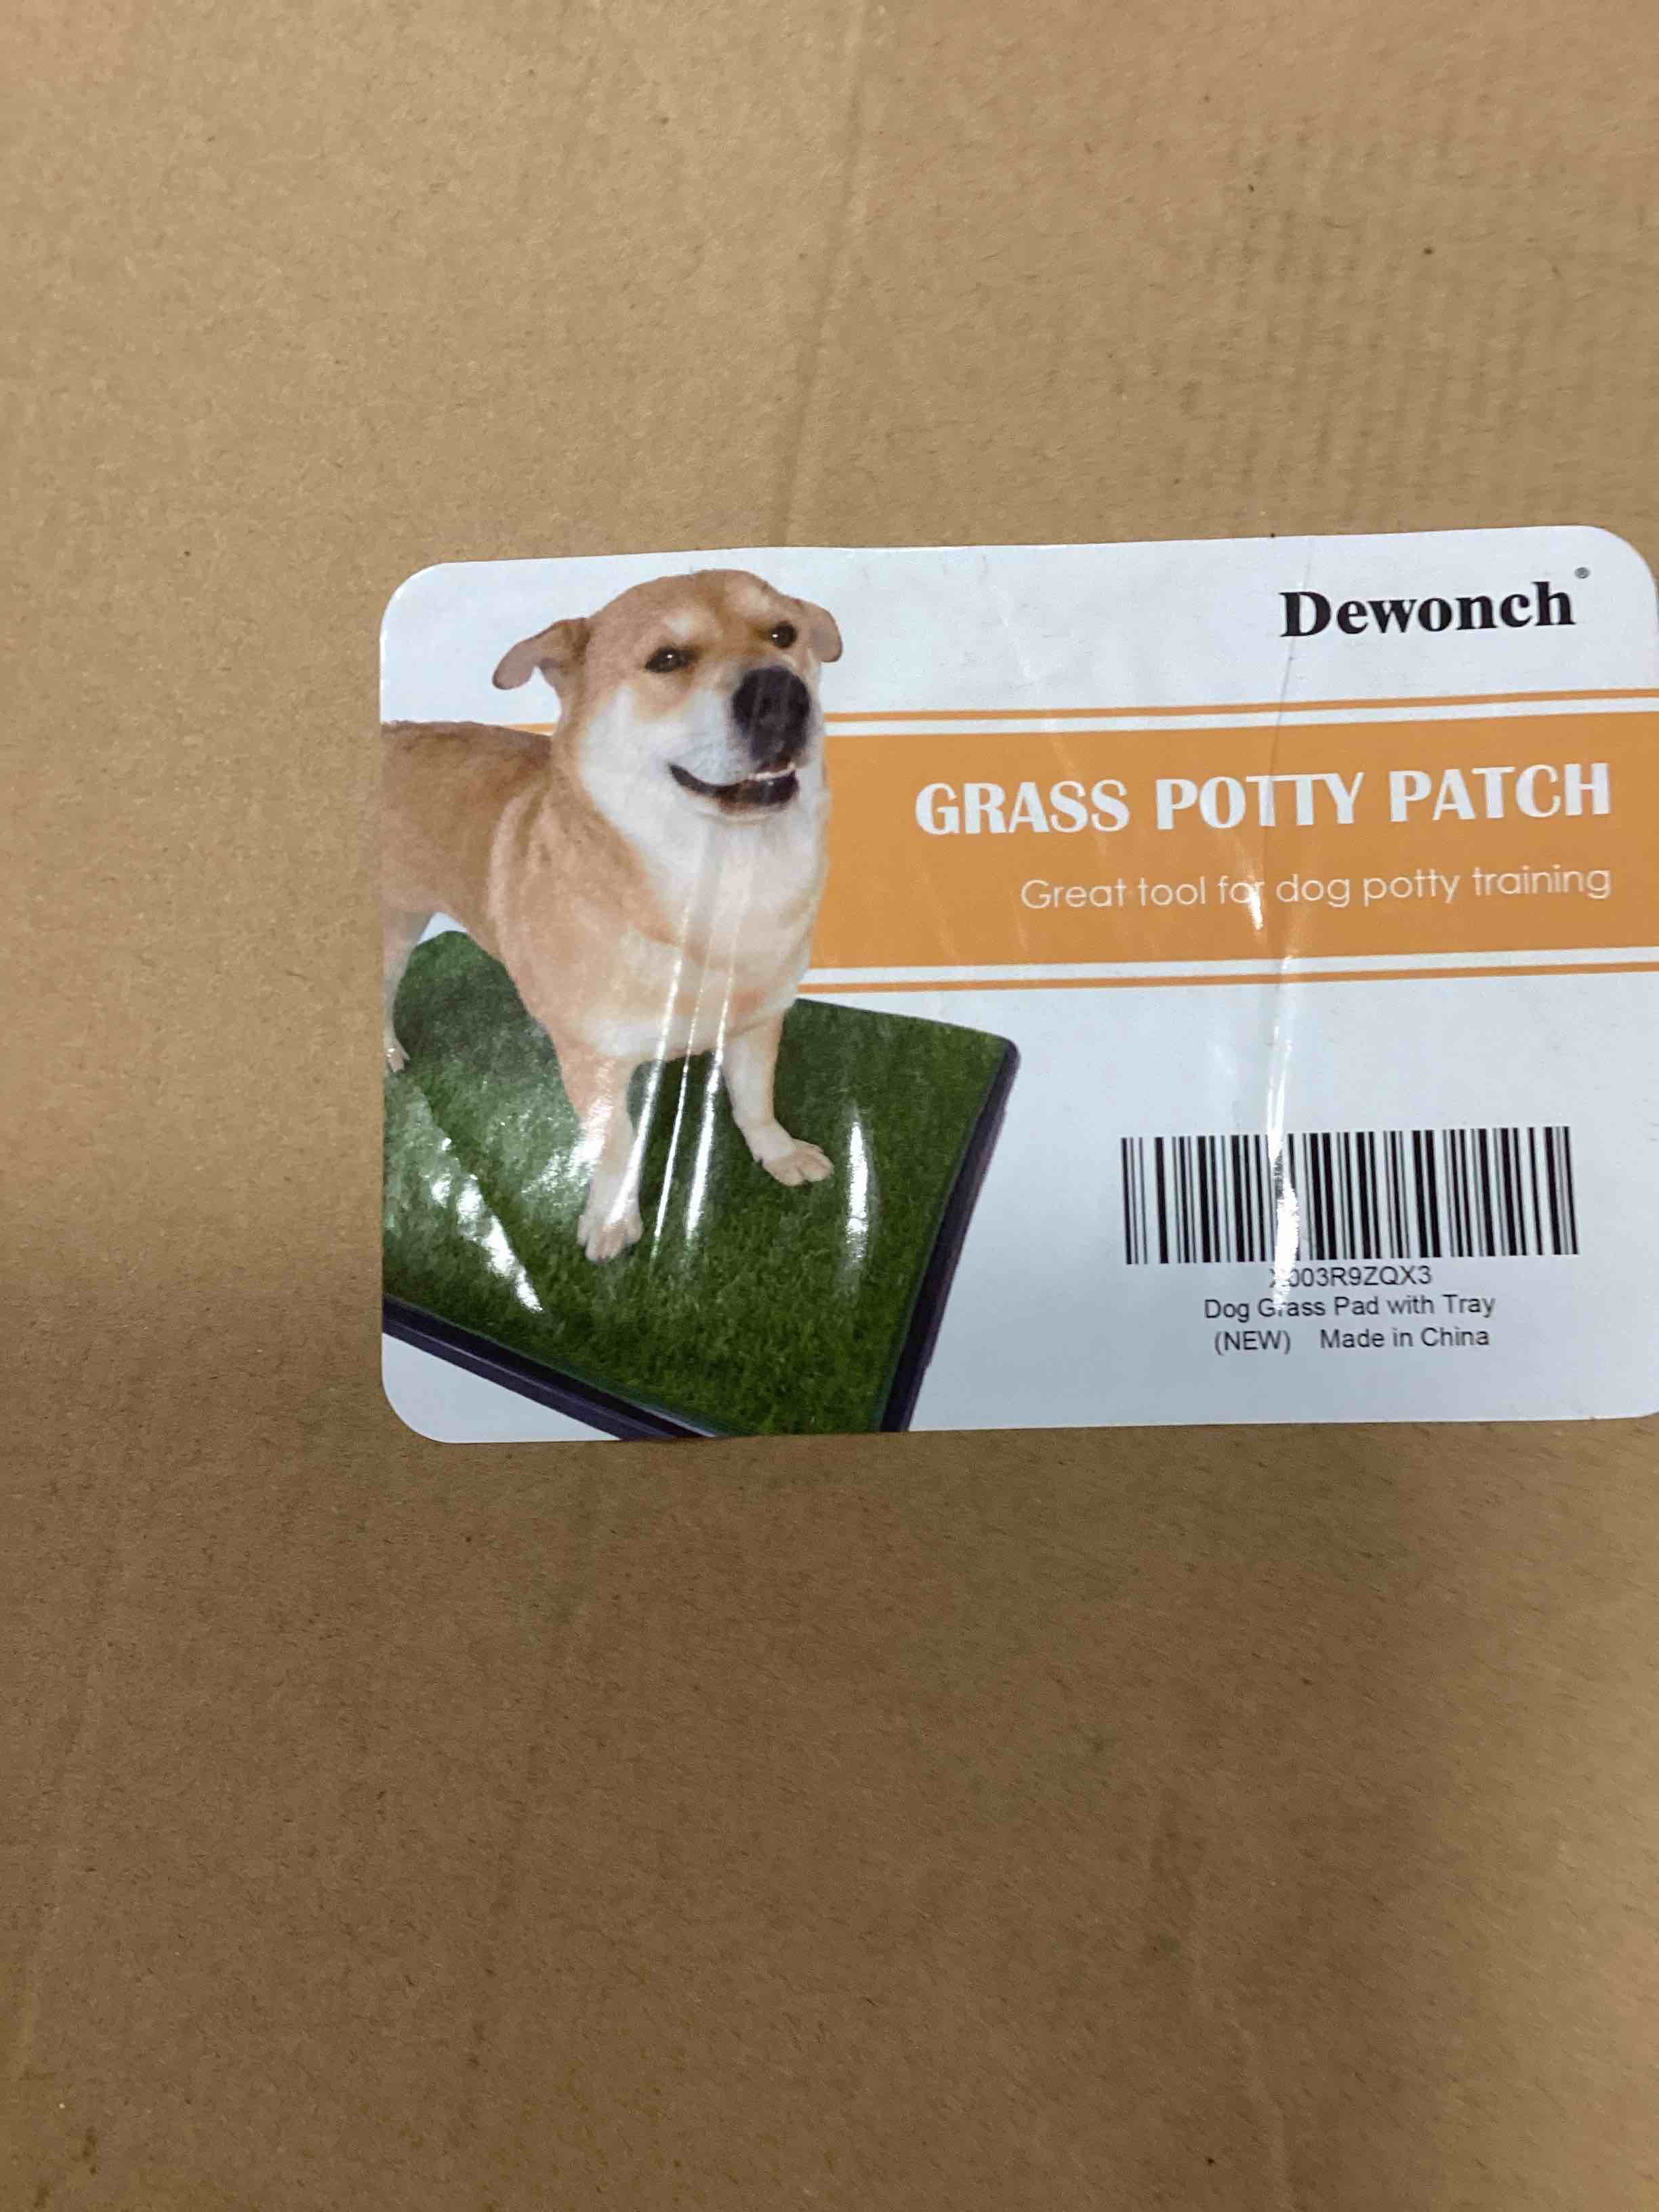 Dewonch®
GRASS POTTY PATCH
Great tool for dog potty training
X003R9ZQX3
Dog Grass Pad with Tray
(NEW) Made in China